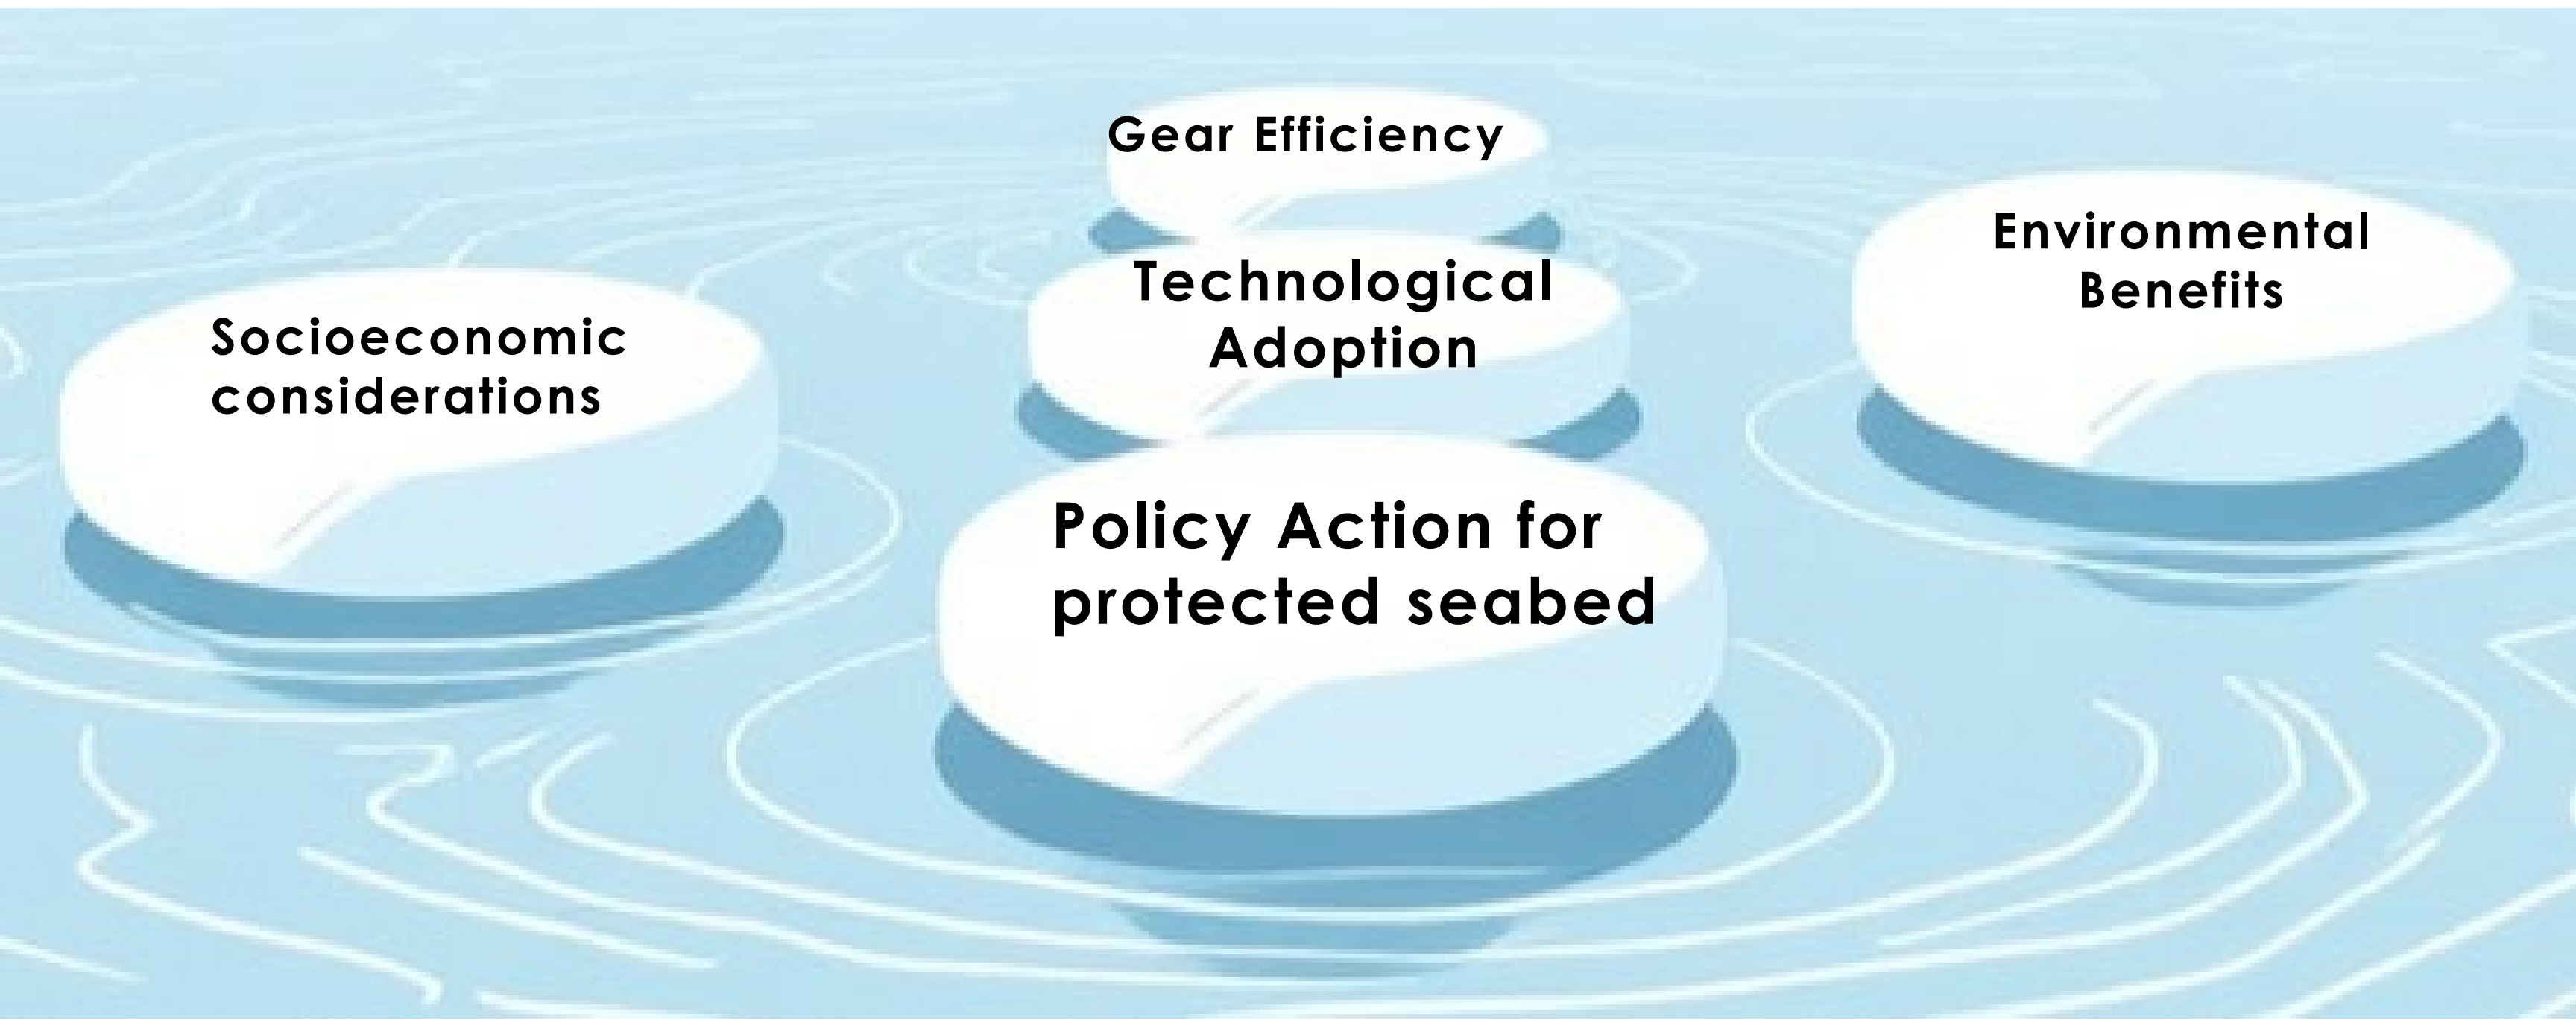 Gear Efficiency
Technological
Adoption
Environmental
Benefits
Socioeconomic
considerations
Policy Action for
protected seabed